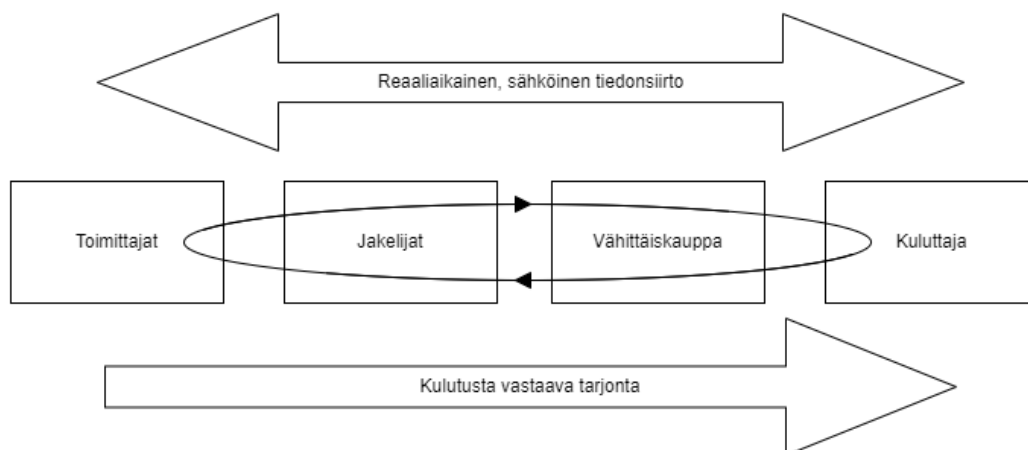 Reaaliaikainen, sähköinen tiedonsiirto
Toimittajat
Jakelijat
Vähittäiskauppa
Kuluttaja
Kulutusta vastaava tarjonta